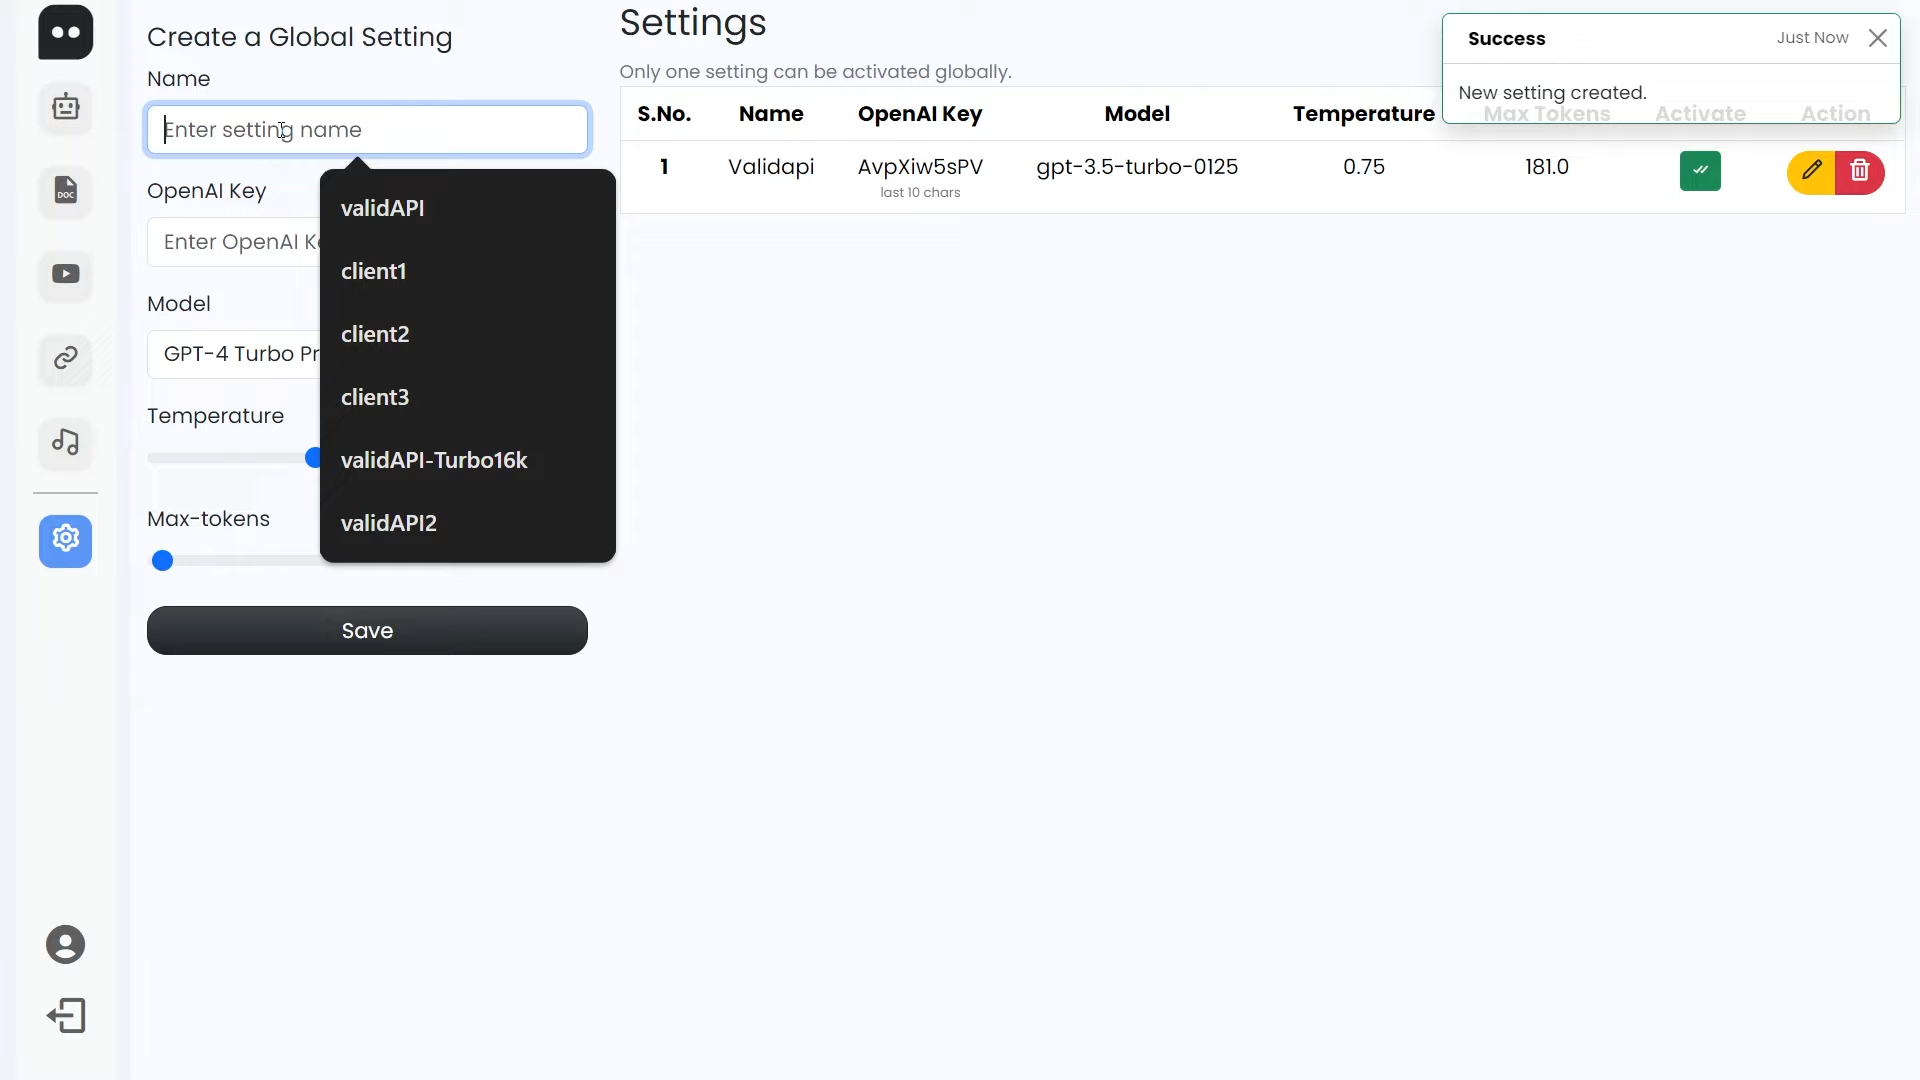 Create a Global Setting
Name
Enter setting name
OpenAI Key
Enter OpenAI Ke
Model
GPT-4 Turbo Pr
Temperature
Max-tokens
Save
validAPI
client1
client2
client3
validAPI-Turbo16k
validAPI2
Settings
Only one setting can be activated globally.
S.No. Name OpenAI Key Model Temperature Max Tokens Activate Action
1 Validapi AvpXiw5sPV gpt-3.5-turbo-0125 0.75 181.0
last 10 chars
Success Just Now
New setting created.
DOC